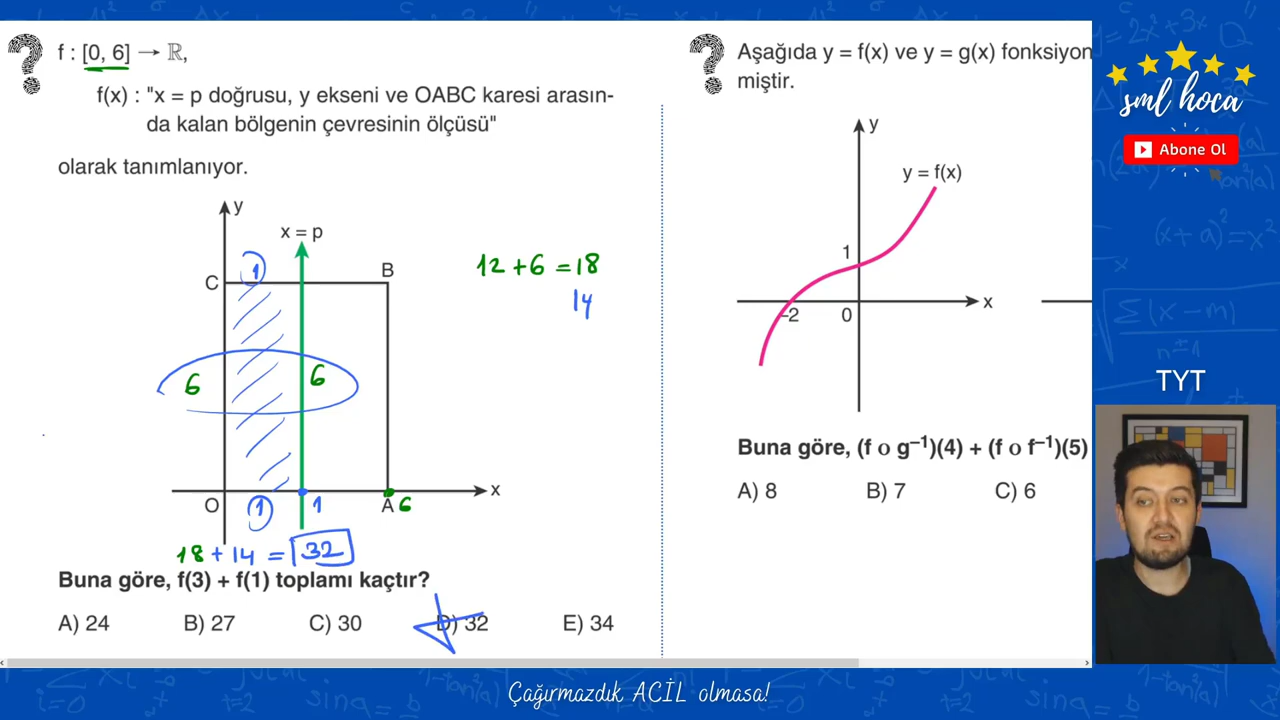 f : [0, 6] → ℝ,
f(x) : "x = p doğrusu, y ekseni ve OABC karesi arasın-
da kalan bölgenin çevresinin ölçüsü"
olarak tanımlanıyor.
y
x = p
C
1
B
12 + 6 = 18
14
6
6
O
1
1
A 6
x
18 + 14 = 32
Buna göre, f(3) + f(1) toplamı kaçtır?
A) 24 B) 27 C) 30 D) 32 E) 34
Aşağıda y = f(x) ve y = g(x) fonksiyon
miştir.
y
y = f(x)
1
x
–2
0
Buna göre, (f o g⁻¹)(4) + (f o f⁻¹)(5)
A) 8 B) 7 C) 6
sml hoca
Abone Ol
TYT
Çağırmazdık ACİL olmasa!